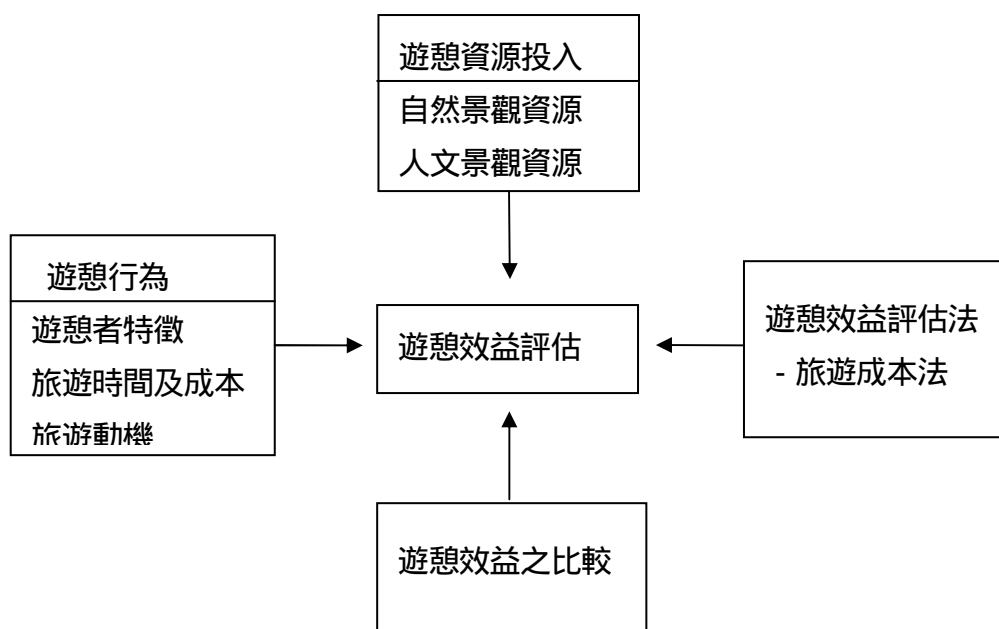 遊憩資源投入
自然景觀資源
人文景觀資源
遊憩行為
遊憩者特徵
旅遊時間及成本
旅遊動機
遊憩效益評估
遊憩效益評估法
- 旅遊成本法
遊憩效益之比較